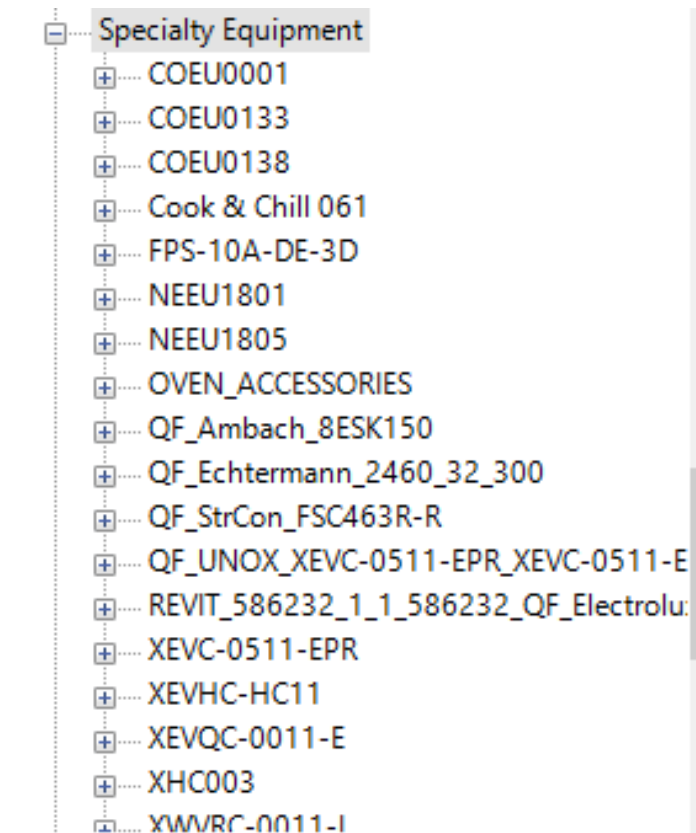 Specialty Equipment
COEU0001
COEU0133
COEU0138
Cook & Chill 061
FPS-10A-DE-3D
NEEU1801
NEEU1805
OVEN_ACCESSORIES
QF_Ambach_8ESK150
QF_Echtermann_2460_32_300
QF_StrCon_FSC463R-R
QF_UNOX_XEVC-0511-EPR_XEVC-0511-E
REVIT_586232_1_1_586232_QF_Electrolu
XEVC-0511-EPR
XEVHC-HC11
XEVQC-0011-E
XHC003